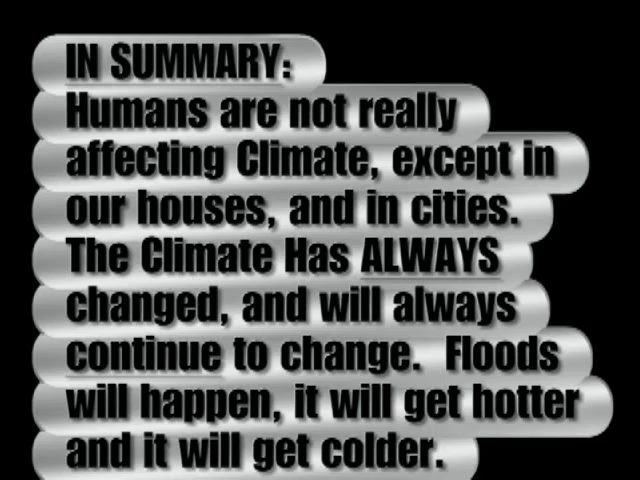 IN SUMMARY:
Humans are not really
affecting Climate, except in
our houses, and in cities.
The Climate Has ALWAYS
changed, and will always
continue to change. Floods
will happen, it will get hotter
and it will get colder.